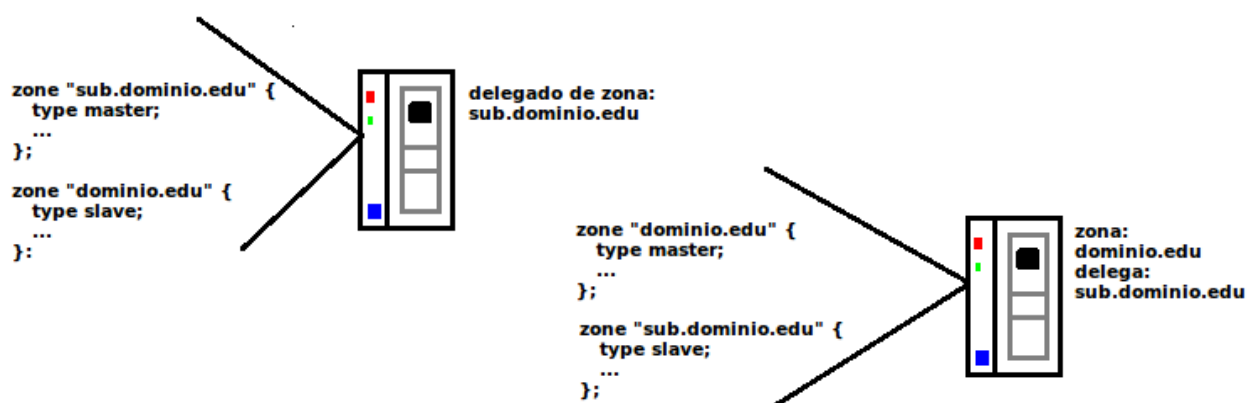 zone "sub.dominio.edu" {
type master;
...
};
zone "dominio.edu" {
type slave;
...
}:
delegado de zona:
sub.dominio.edu
zone "dominio.edu" {
type master;
...
};
zone "sub.dominio.edu" {
type slave;
...
};
zona:
dominio.edu
delega:
sub.dominio.edu